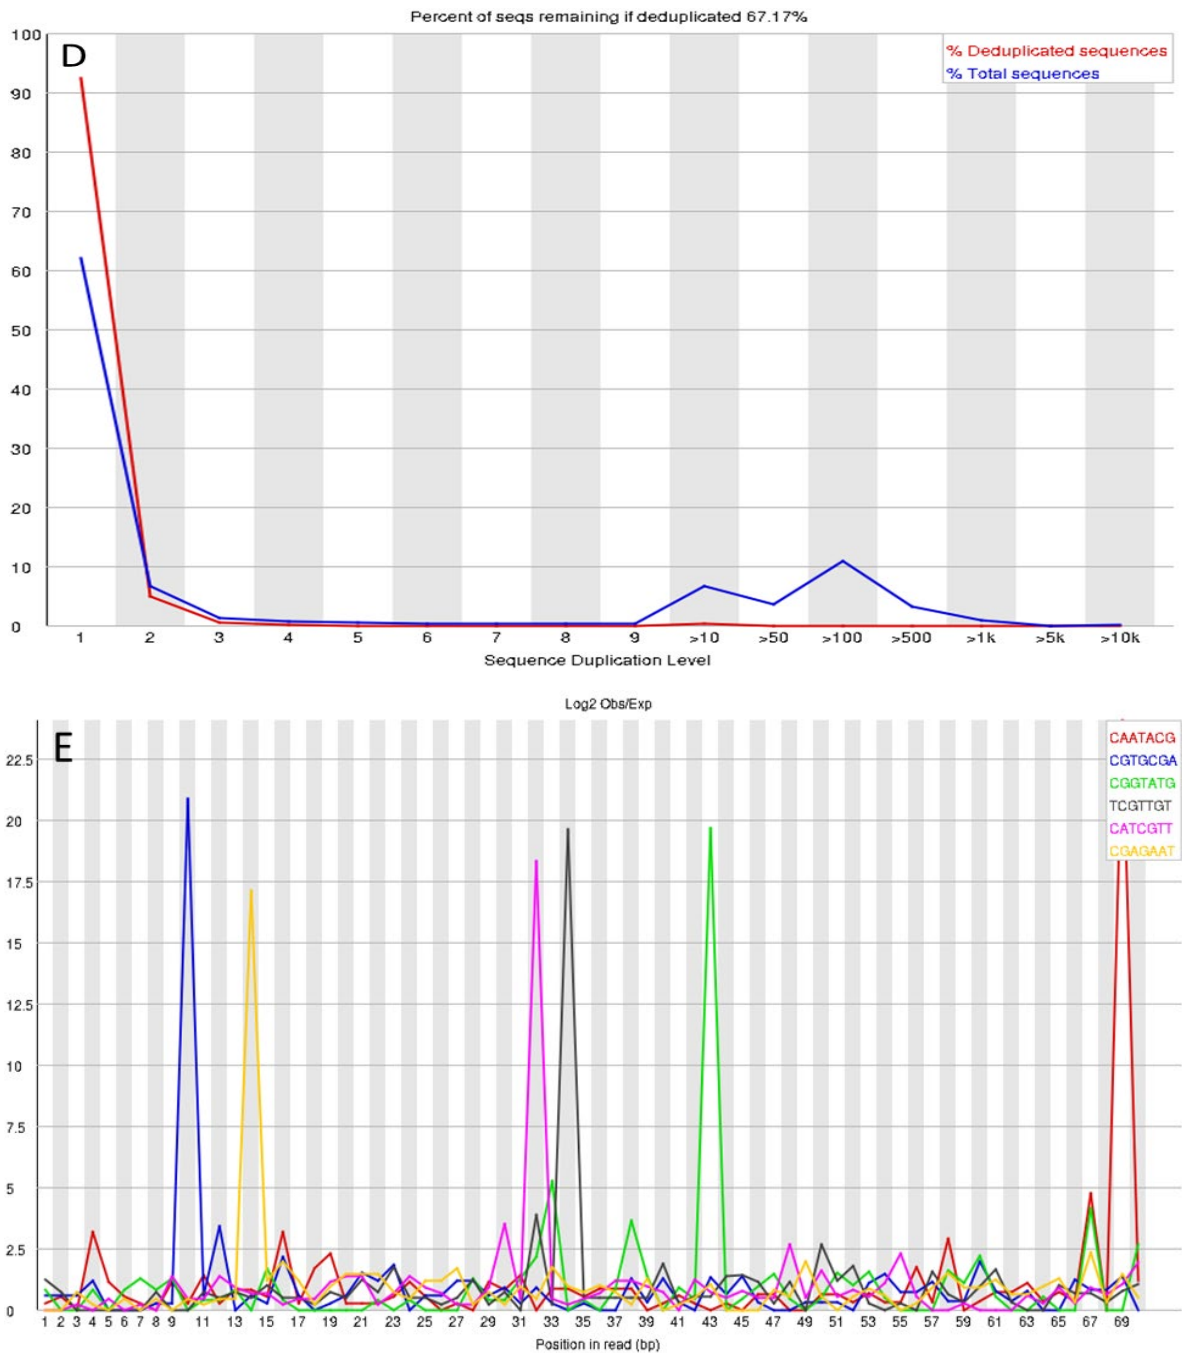 Percent of seqs remaining if deduplicated 67.17%
100
D
% Deduplicated sequences
% Total sequences
90
80
70
60
50
40
30
20
10
0
1 2 3 4 5 6 7 8 9 >10 >50 >100 >500 >1k >5k >10k
Sequence Duplication Level
Log2 Obs/Exp
E
CAATACG
CGTGCGA
CGGTATG
TCGTTGT
CATCGTT
CGAGAAT
22.5
20
17.5
15
12.5
10
7.5
5
2.5
0
1 2 3 4 5 6 7 8 9 11 13 15 17 19 21 23 25 27 29 31 33 35 37 39 41 43 45 47 49 51 53 55 57 59 61 63 65 67 69
Position in read (bp)